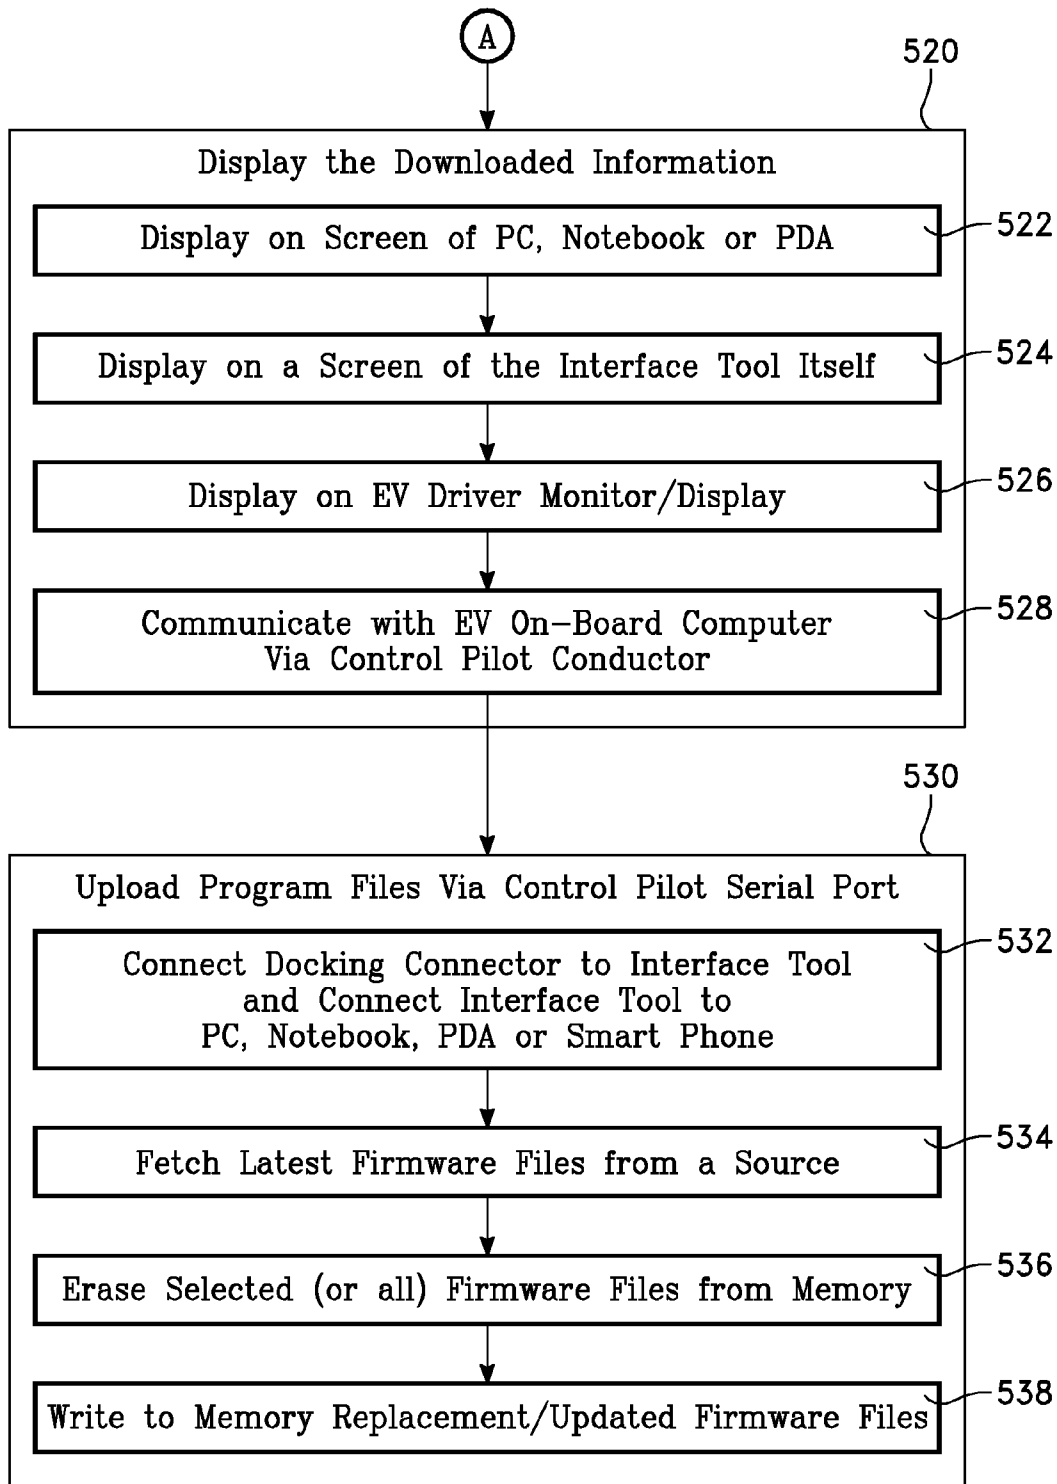 A
520
Display the Downloaded Information
Display on Screen of PC, Notebook or PDA
522
Display on a Screen of the Interface Tool Itself
524
Display on EV Driver Monitor/Display
526
Communicate with EV On-Board Computer
Via Control Pilot Conductor
528
530
Upload Program Files Via Control Pilot Serial Port
Connect Docking Connector to Interface Tool
and Connect Interface Tool to
PC, Notebook, PDA or Smart Phone
532
Fetch Latest Firmware Files from a Source
534
Erase Selected (or all) Firmware Files from Memory
536
Write to Memory Replacement/Updated Firmware Files
538